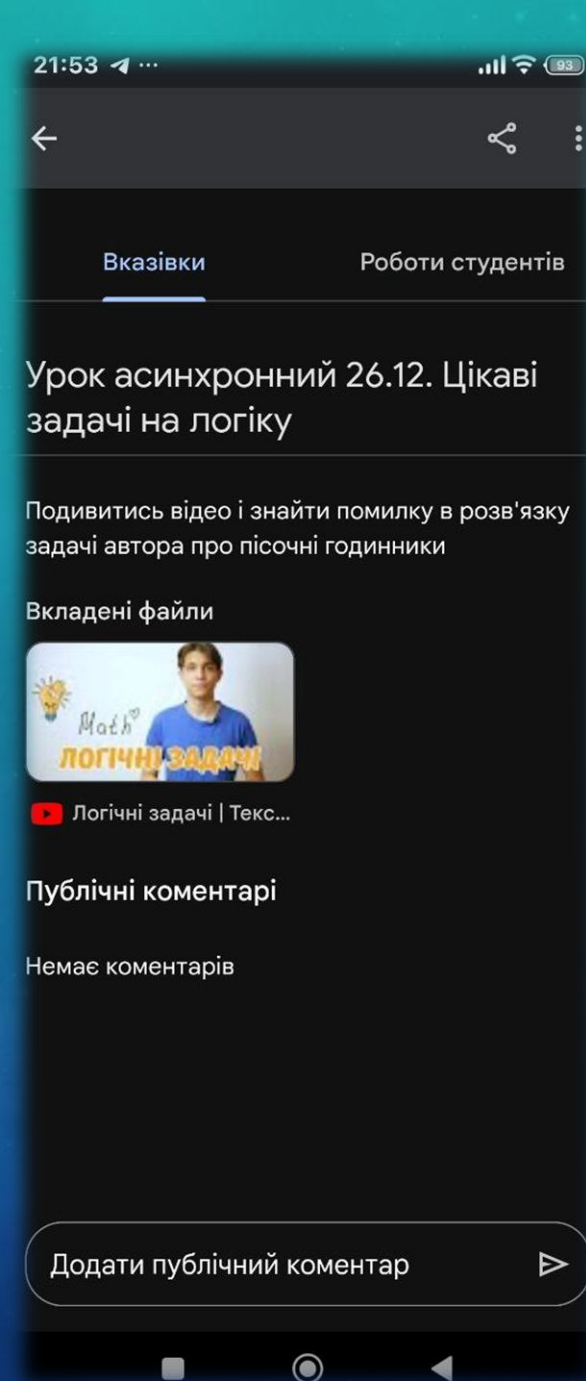 21:53
93
Вказівки
Роботи студентів
Урок асинхронний 26.12. Цікаві
задачі на логіку
Подивитись відео і знайти помилку в розв'язку
задачі автора про пісочні годинники
Вкладені файли
Math
ЛОГІЧНІ ЗАДАЧІ
Логічні задачі | Текс...
Публічні коментарі
Немає коментарів
Додати публічний коментар